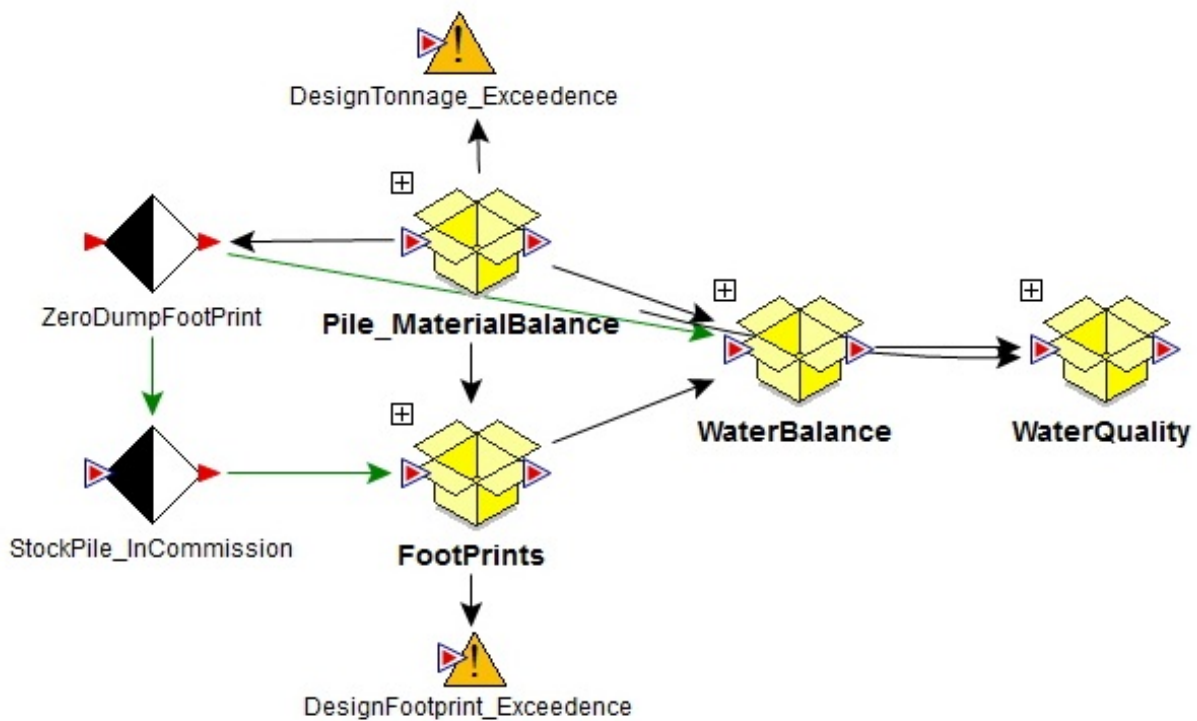 DesignTonnage_Exceedence
ZeroDumpFootPrint
Pile_MaterialBalance
WaterBalance
WaterQuality
StockPile_InCommission
FootPrints
DesignFootprint_Exceedence